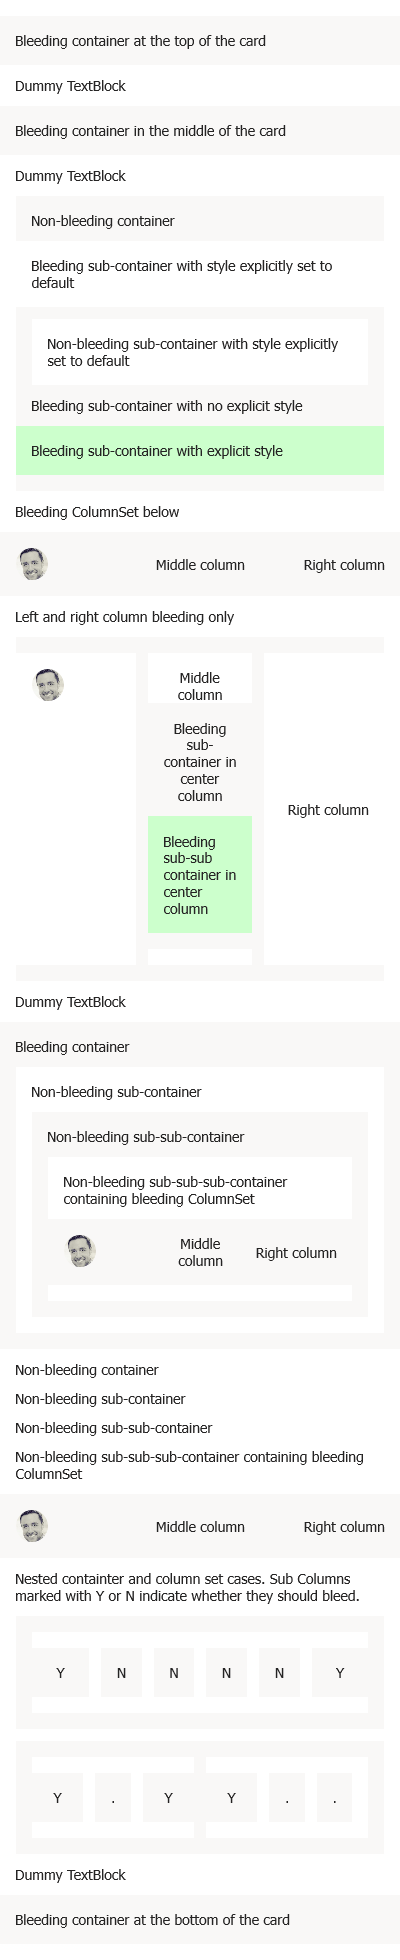 Bleeding container at the top of the card
Dummy TextBlock
Bleeding container in the middle of the card
Dummy TextBlock
Non-bleeding container
Bleeding sub-container with style explicitly set to
default
Non-bleeding sub-container with style explicitly
set to default
Bleeding sub-container with no explicit style
Bleeding sub-container with explicit style
Bleeding ColumnSet below
Middle column Right column
Left and right column bleeding only
Middle
column
Bleeding
sub-
container in
center
column
Right column
Bleeding
sub-sub
container in
center
column
Dummy TextBlock
Bleeding container
Non-bleeding sub-container
Non-bleeding sub-sub-container
Non-bleeding sub-sub-sub-container
containing bleeding ColumnSet
Middle
column
Right column
Non-bleeding container
Non-bleeding sub-container
Non-bleeding sub-sub-container
Non-bleeding sub-sub-sub-container containing bleeding
ColumnSet
Middle column Right column
Nested containter and column set cases. Sub Columns
marked with Y or N indicate whether they should bleed.
Y N N N N Y
Y . Y Y . .
Dummy TextBlock
Bleeding container at the bottom of the card